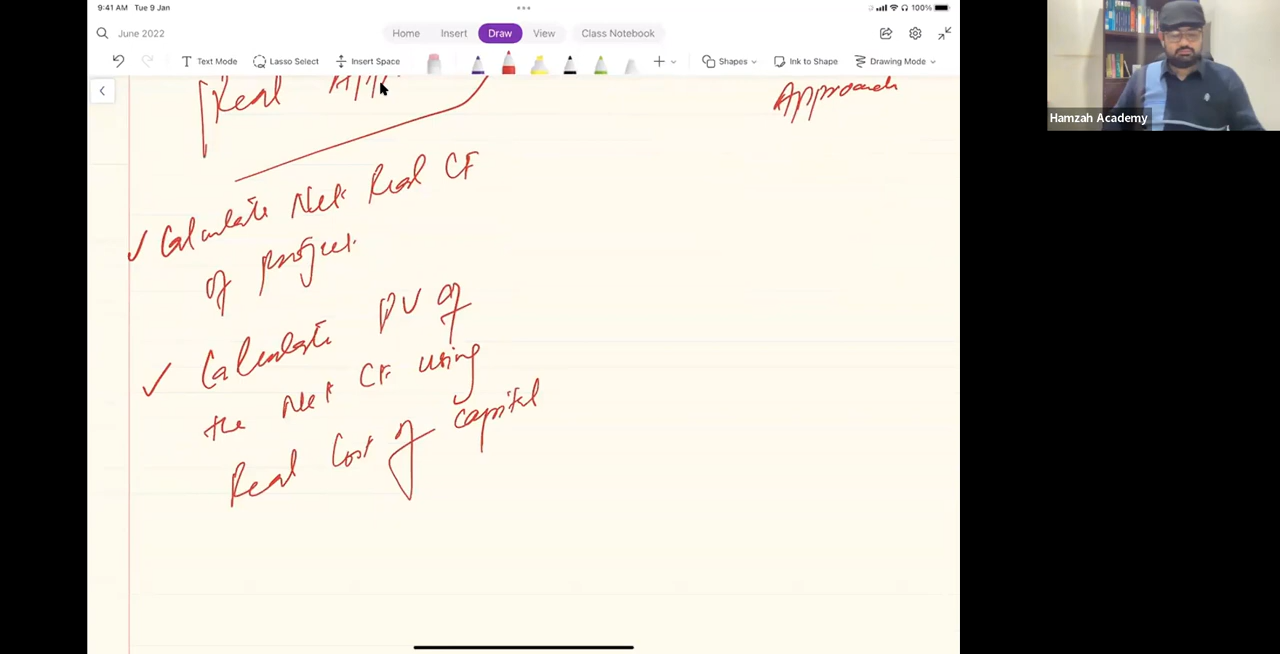 9:41 AM Tue 9 Jan
100%
June 2022
Home Insert Draw View Class Notebook
Text Mode Lasso Select Insert Space Shapes Ink to Shape Drawing Mode
Real App
Approach
Hamzah Academy
✓ Calculate Net Real CF
of project.
✓ Calculate PV of
the Net CF using
Real Cost of capital